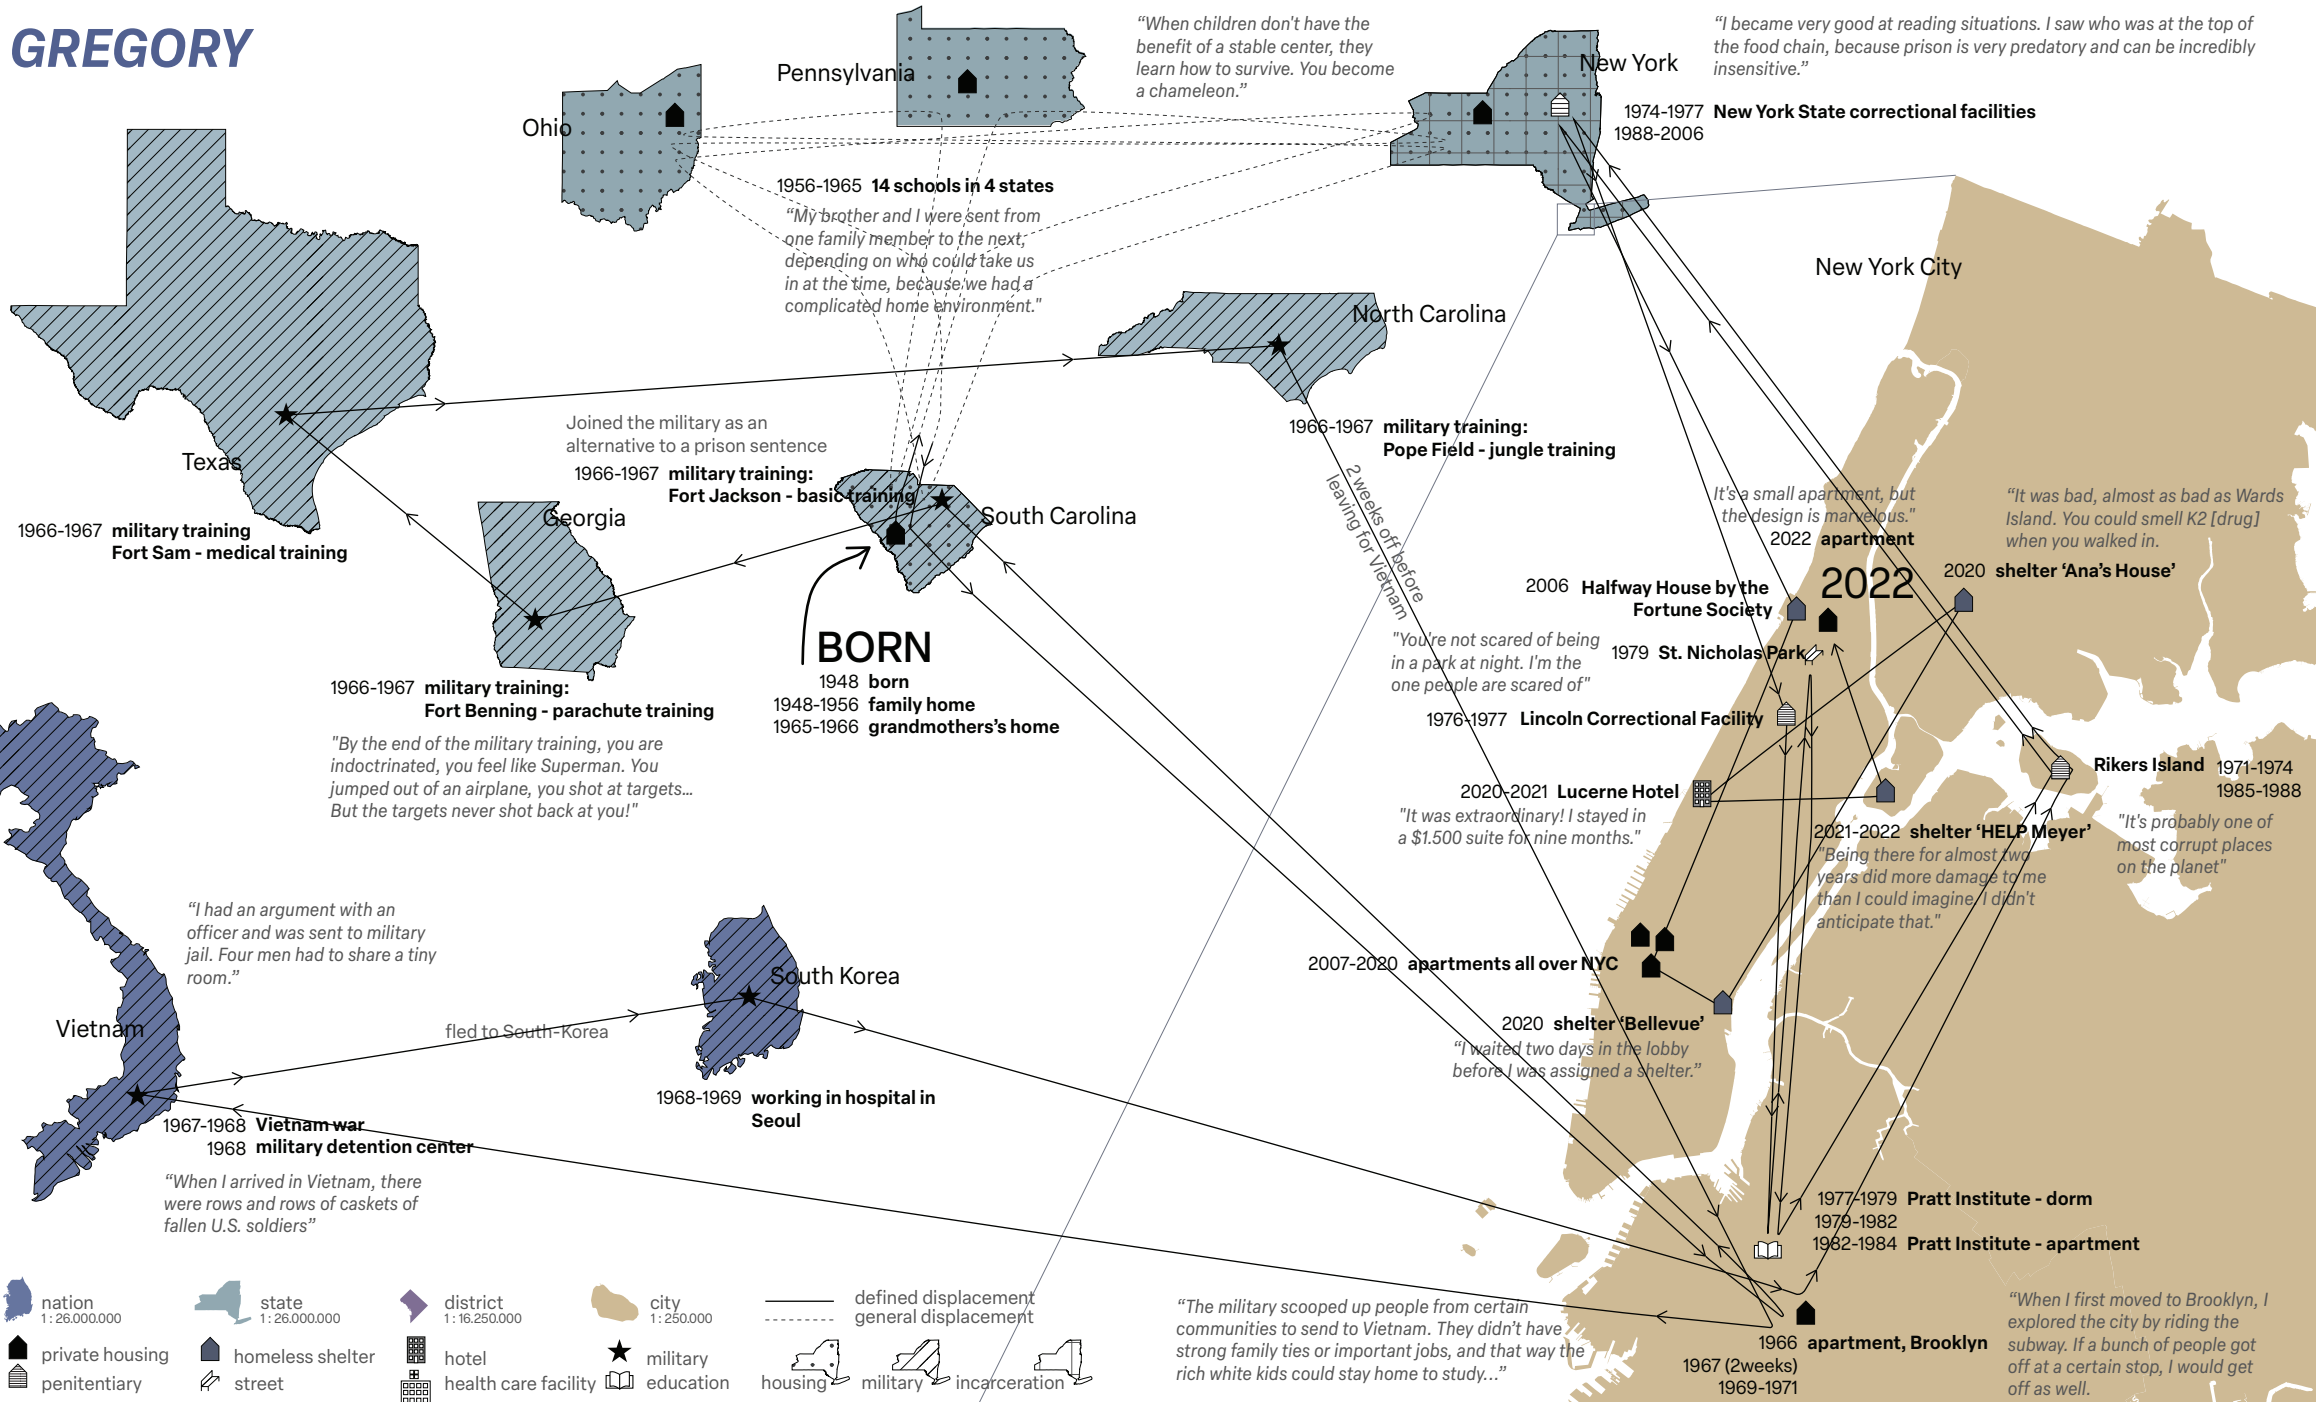 GREGORY
Pennsylvania
Ohio
“When children don't have the
benefit of a stable center, they
learn how to survive. You become
a chameleon.”
New York
“I became very good at reading situations. I saw who was at the top of
the food chain, because prison is very predatory and can be incredibly
insensitive.”
1974-1977 New York State correctional facilities
1988-2006
1956-1965 14 schools in 4 states
“My brother and I were sent from
one family member to the next,
depending on who could take us
in at the time, because we had a
complicated home environment."
New York City
North Carolina
1966-1967 military training:
Pope Field - jungle training
2 weeks off before
leaving for Vietnam
Joined the military as an
alternative to a prison sentence
1966-1967 military training:
Fort Jackson - basic training
South Carolina
Texas
1966-1967 military training
Fort Sam - medical training
Georgia
1966-1967 military training:
Fort Benning - parachute training
"By the end of the military training, you are
indoctrinated, you feel like Superman. You
jumped out of an airplane, you shot at targets...
But the targets never shot back at you!"
BORN
1948 born
1948-1956 family home
1965-1966 grandmothers's home
It's a small apartment, but
the design is marvelous."
2022 apartment
2022
“It was bad, almost as bad as Wards
Island. You could smell K2 [drug]
when you walked in.
2020 shelter ‘Ana's House’
2006 Halfway House by the
Fortune Society
"You're not scared of being
in a park at night. I'm the
one people are scared of"
1979 St. Nicholas Park
1976-1977 Lincoln Correctional Facility
2020-2021 Lucerne Hotel
"It was extraordinary! I stayed in
a $1.500 suite for nine months."
Rikers Island 1971-1974
1985-1988
"It's probably one of
most corrupt places
on the planet"
2021-2022 shelter ‘HELP Meyer’
"Being there for almost two
years did more damage to me
than I could imagine. I didn't
anticipate that."
2007-2020 apartments all over NYC
2020 shelter ‘Bellevue’
“I waited two days in the lobby
before I was assigned a shelter.”
“I had an argument with an
officer and was sent to military
jail. Four men had to share a tiny
room.”
Vietnam
fled to South-Korea
South Korea
1968-1969 working in hospital in
Seoul
1967-1968 Vietnam war
1968 military detention center
“When I arrived in Vietnam, there
were rows and rows of caskets of
fallen U.S. soldiers”
1977-1979 Pratt Institute - dorm
1979-1982
1982-1984 Pratt Institute - apartment
1966 apartment, Brooklyn
1967 (2weeks)
1969-1971
“The military scooped up people from certain
communities to send to Vietnam. They didn’t have
strong family ties or important jobs, and that way the
rich white kids could stay home to study...”
“When I first moved to Brooklyn, I
explored the city by riding the
subway. If a bunch of people got
off at a certain stop, I would get
off as well.
nation
1 : 26.000.000
state
1 : 26.000.000
district
1 : 16.250.000
city
1 : 250.000
defined displacement
general displacement
private housing
homeless shelter
hotel
military
penitentiary
street
health care facility
education
housing
military
incarceration